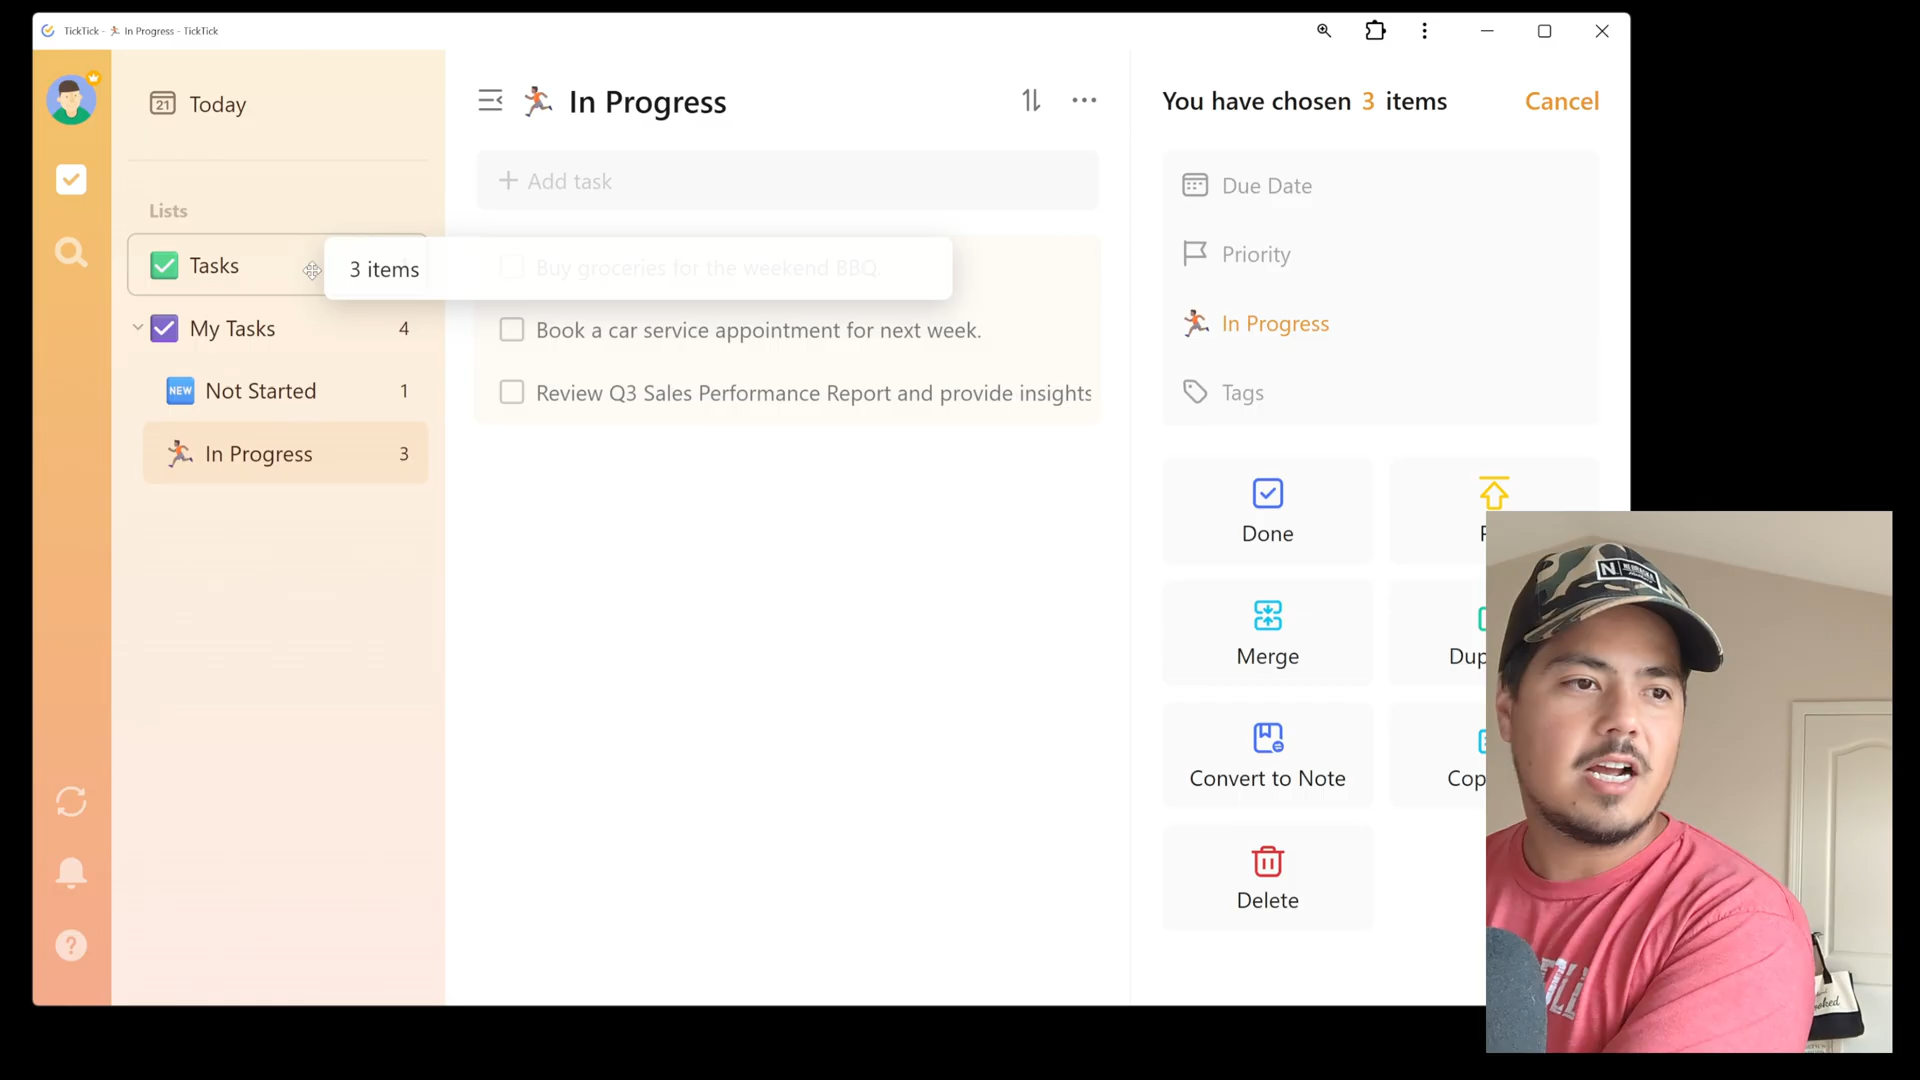 TickTick - In Progress - TickTick
21
Today
Lists
Tasks
My Tasks 4
NEW Not Started 1
In Progress 3
In Progress
Add task
3 items
Buy groceries for the weekend BBQ.
Book a car service appointment for next week.
Review Q3 Sales Performance Report and provide insights
You have chosen 3 items
Cancel
Due Date
Priority
In Progress
Tags
Done
Merge
Dup
Convert to Note
Cop
Delete
N
?